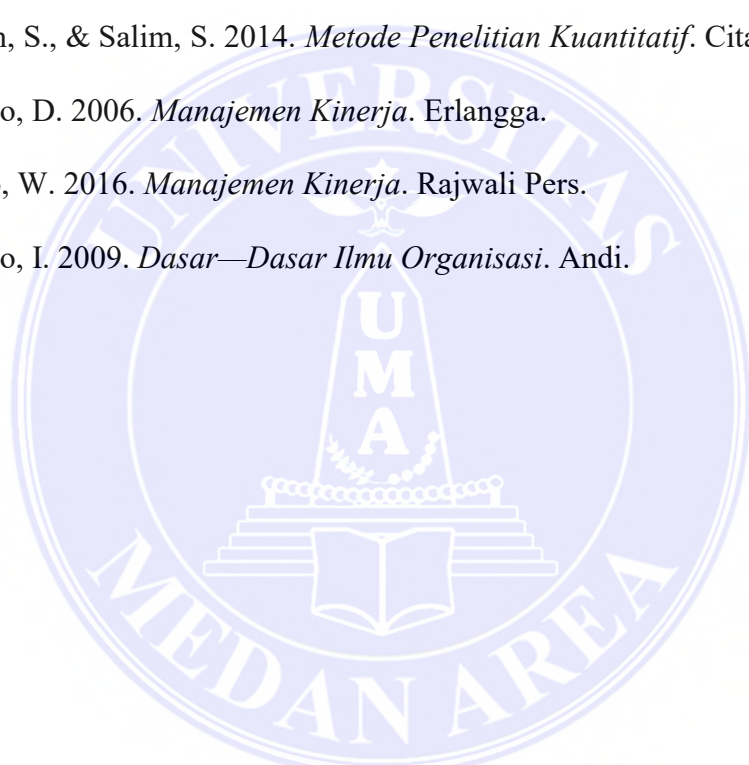 S., & Salim, S. 2014. Metode Penelitian Kuantitatif.
D. 2006. Manajemen Kinerja. Erlangga.
W. 2016. Manajemen Kinerja. Rajwali Pers.
I. 2009. Dasar—Dasar Ilmu Organisasi. Andi.
UNIVERSITAS
UMA
MEDAN AREA